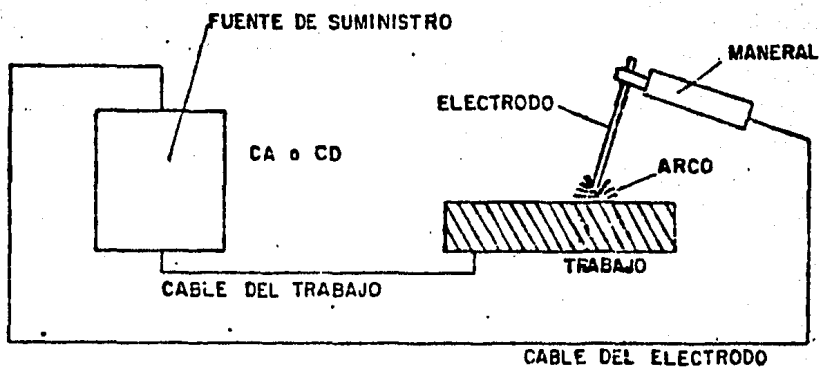 FUENTE DE SUMINISTRO
MANERAL
ELECTRODO
CA o CD
ARCO
TRABAJO
CABLE DEL TRABAJO
CABLE DEL ELECTRODO